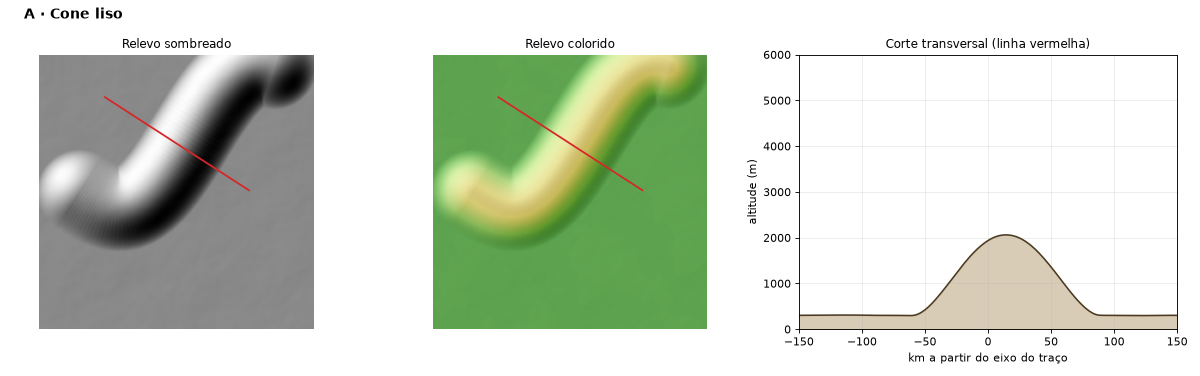 A · Cone liso
Relevo sombreado
Relevo colorido
Corte transversal (linha vermelha)
6000
5000
4000
3000
2000
1000
0
altitude (m)
−150
−100
−50
0
50
100
150
km a partir do eixo do traço